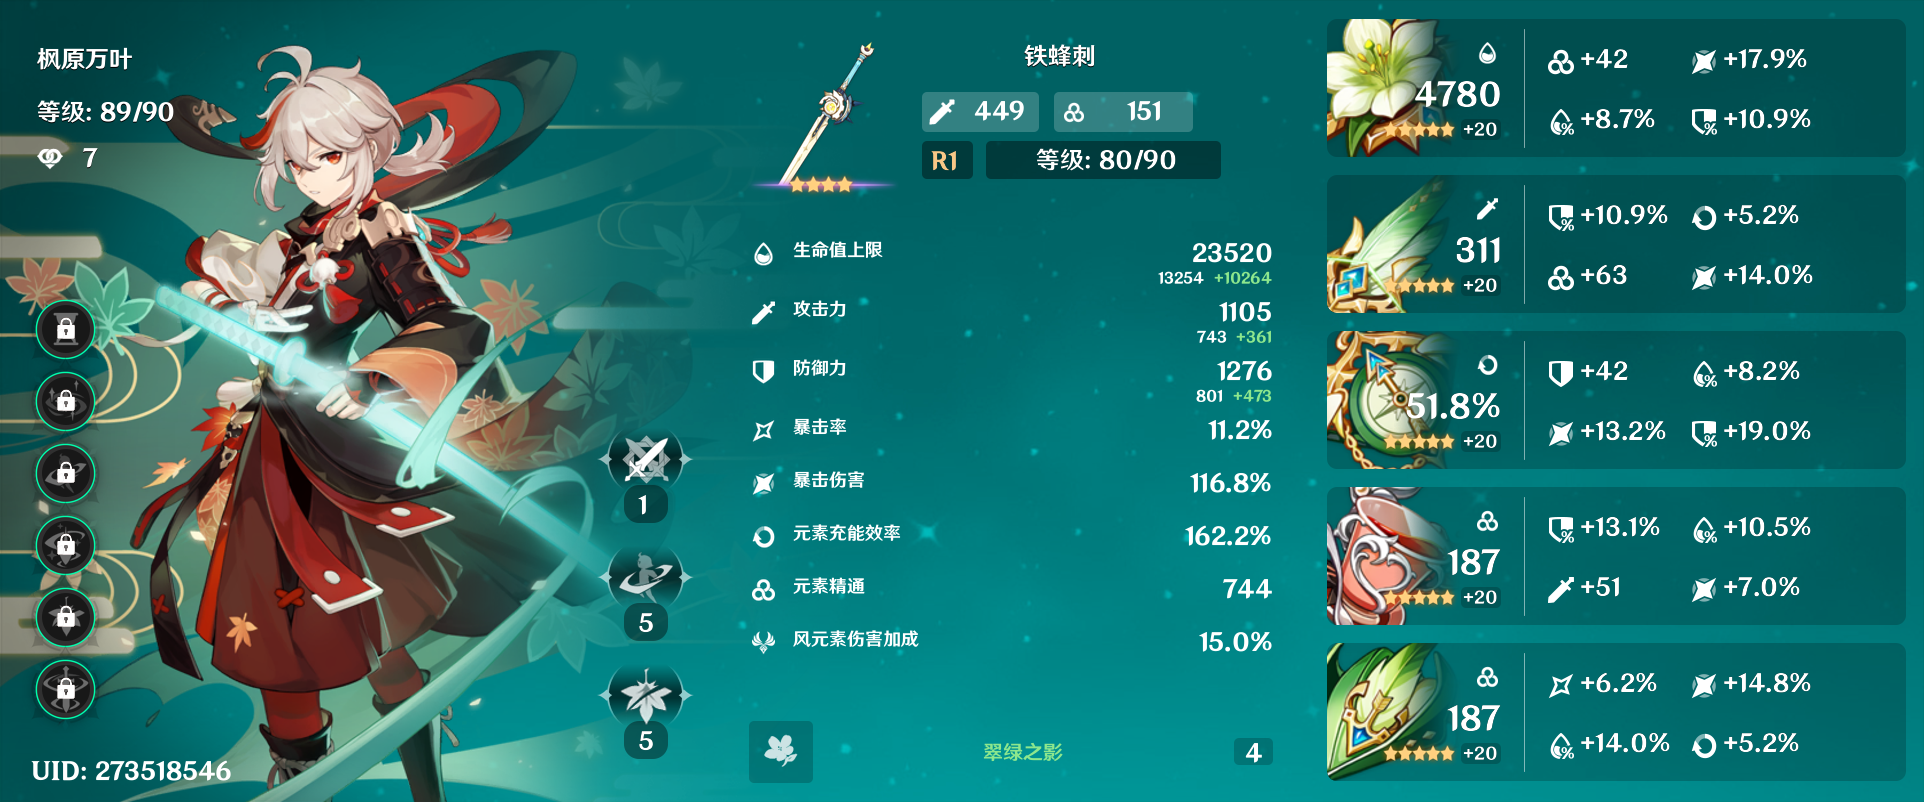 枫原万叶
等级: 89/90
7
1
5
5
UID: 273518546
铁蜂刺
449 151
R1 等级: 80/90
生命值上限 23520
13254 +10264
攻击力 1105
743 +361
防御力 1276
801 +473
暴击率 11.2%
暴击伤害 116.8%
元素充能效率 162.2%
元素精通 744
风元素伤害加成 15.0%
翠绿之影 4
4780
+20
+42 +17.9%
+8.7% +10.9%
311
+20
+10.9% +5.2%
+63 +14.0%
51.8%
+20
+42 +8.2%
+13.2% +19.0%
187
+20
+13.1% +10.5%
+51 +7.0%
187
+20
+6.2% +14.8%
+14.0% +5.2%